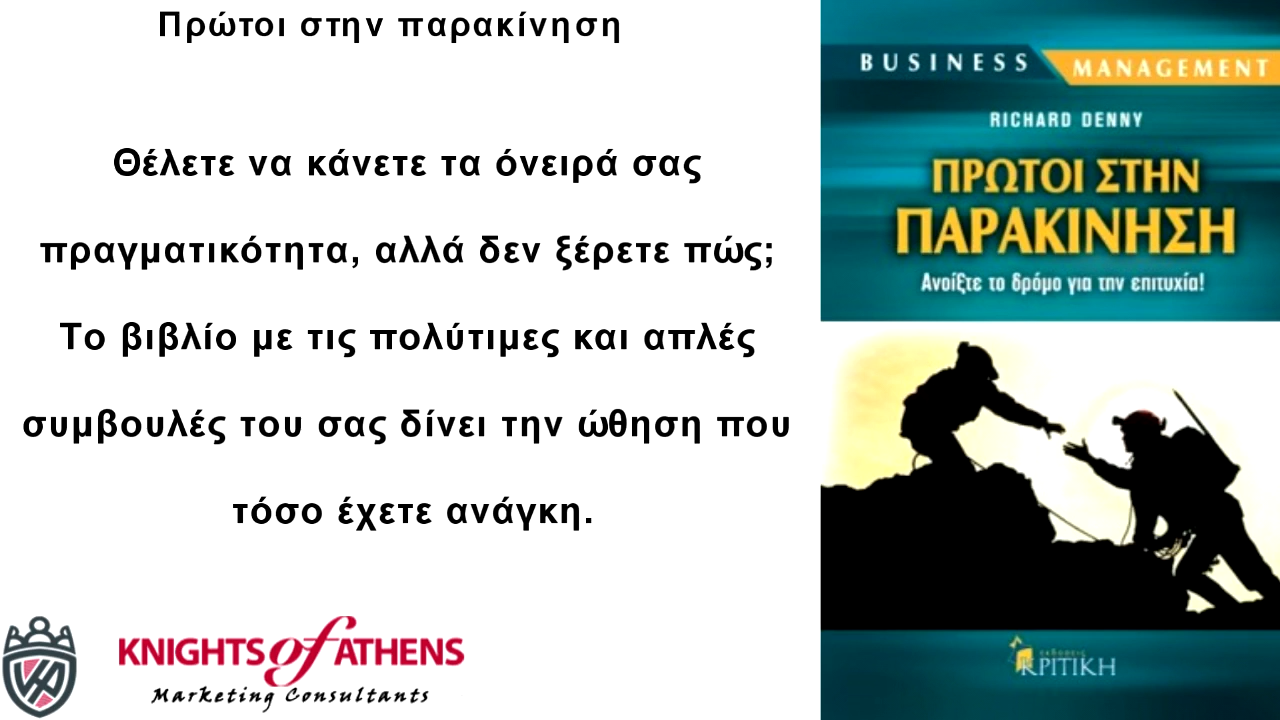 Πρώτοι στην παρακίνηση
Θέλετε να κάνετε τα όνειρά σας
πραγματικότητα, αλλά δεν ξέρετε πώς;
Το βιβλίο με τις πολύτιμες και απλές
συμβουλές του σας δίνει την ώθηση που
τόσο έχετε ανάγκη.
KNIGHTS of ATHENS
Marketing Consultants
BUSINESS MANAGEMENT
RICHARD DENNY
ΠΡΩΤΟΙ ΣΤΗΝ
ΠΑΡΑΚΙΝΗΣΗ
Ανοίξτε το δρόμο για την επιτυχία!
εκδοσεις
ΚΡΙΤΙΚΗ